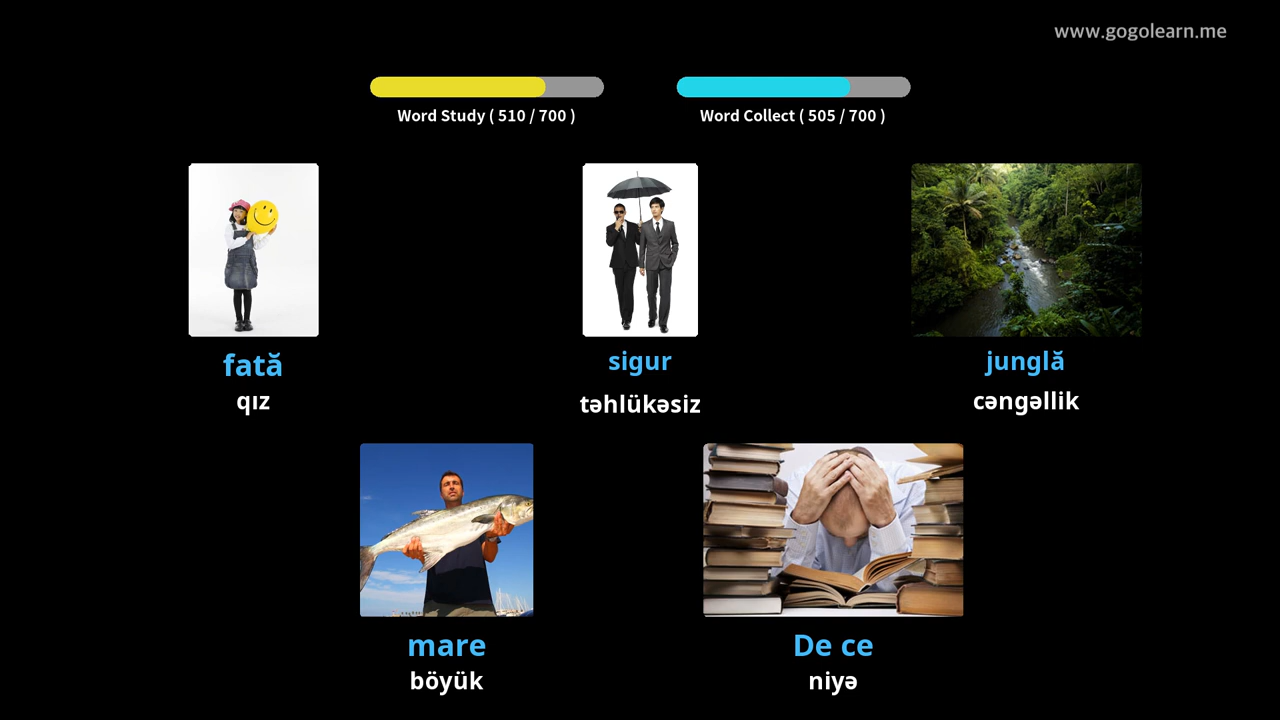 www.gogolearn.me
Word Study ( 510 / 700 )
Word Collect ( 505 / 700 )
fată
qız
sigur
təhlükəsiz
junglă
cəngəllik
mare
böyük
De ce
niyə